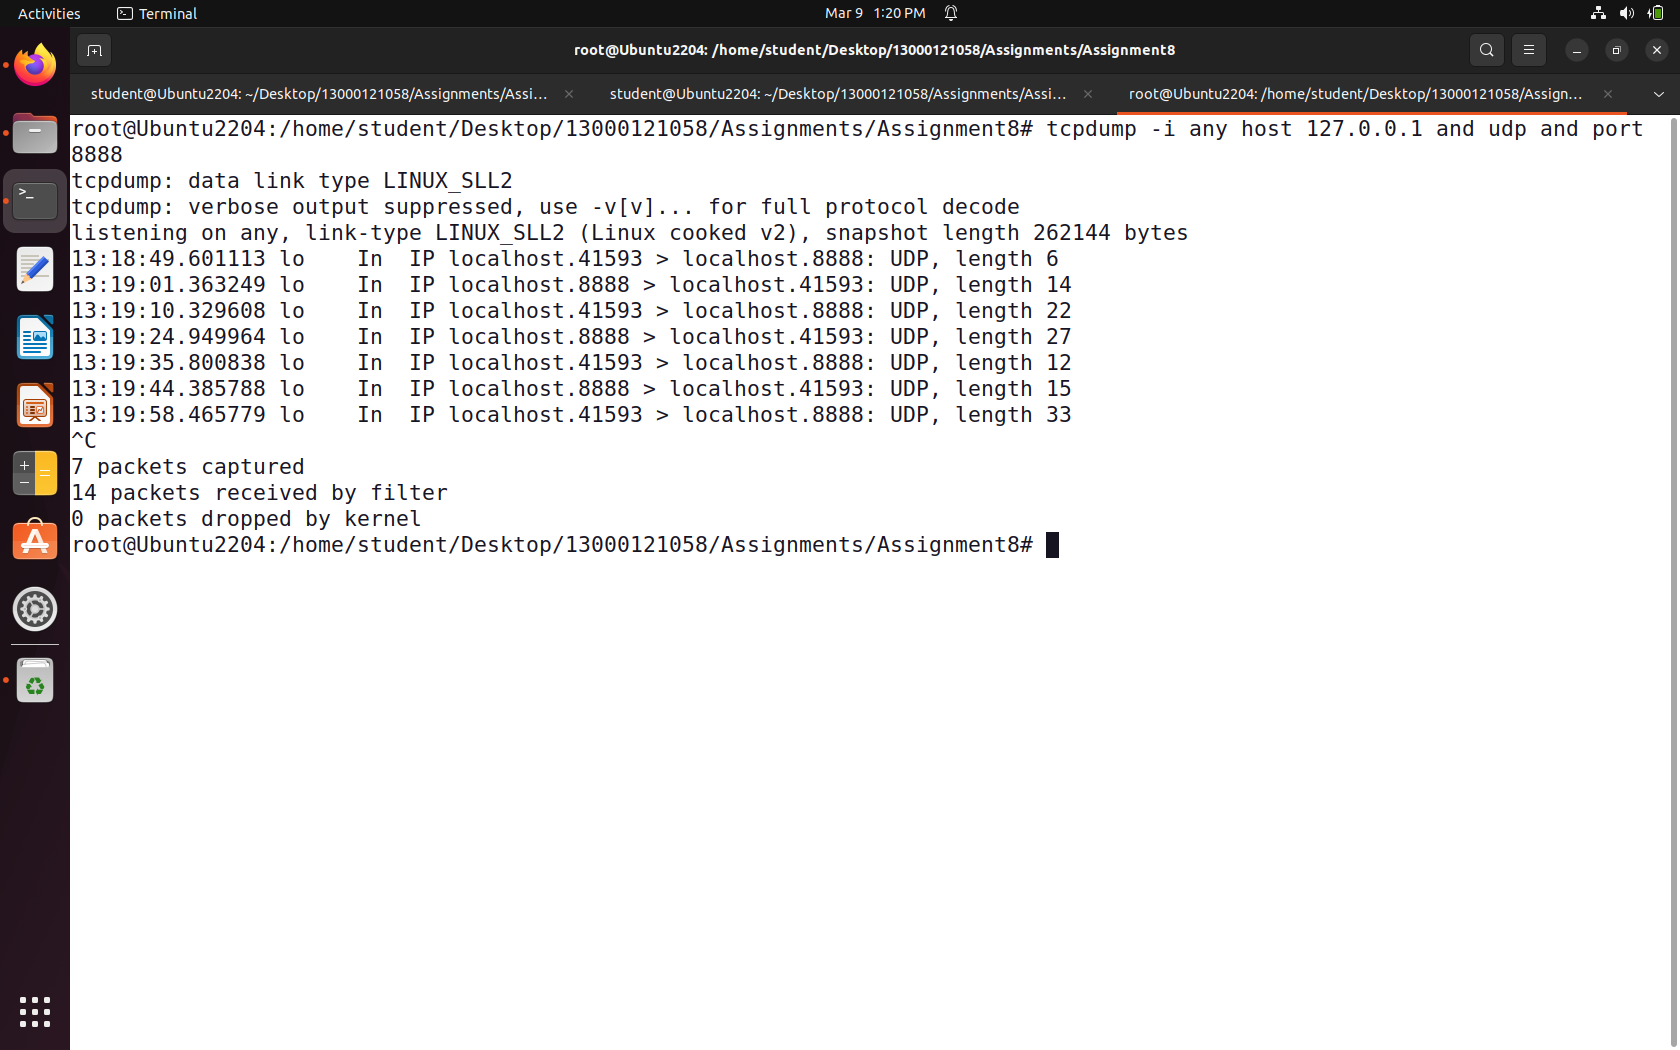 Activities
Terminal
Mar 9 1:20 PM
root@Ubuntu2204: /home/student/Desktop/13000121058/Assignments/Assignment8
student@Ubuntu2204: ~/Desktop/13000121058/Assignments/Assi...
student@Ubuntu2204: ~/Desktop/13000121058/Assignments/Assi...
root@Ubuntu2204: /home/student/Desktop/13000121058/Assign...
root@Ubuntu2204:/home/student/Desktop/13000121058/Assignments/Assignment8# tcpdump -i any host 127.0.0.1 and udp and port
8888
tcpdump: data link type LINUX_SLL2
tcpdump: verbose output suppressed, use -v[v]... for full protocol decode
listening on any, link-type LINUX_SLL2 (Linux cooked v2), snapshot length 262144 bytes
13:18:49.601113 lo    In  IP localhost.41593 > localhost.8888: UDP, length 6
13:19:01.363249 lo    In  IP localhost.8888 > localhost.41593: UDP, length 14
13:19:10.329608 lo    In  IP localhost.41593 > localhost.8888: UDP, length 22
13:19:24.949964 lo    In  IP localhost.8888 > localhost.41593: UDP, length 27
13:19:35.800838 lo    In  IP localhost.41593 > localhost.8888: UDP, length 12
13:19:44.385788 lo    In  IP localhost.8888 > localhost.41593: UDP, length 15
13:19:58.465779 lo    In  IP localhost.41593 > localhost.8888: UDP, length 33
^C
7 packets captured
14 packets received by filter
0 packets dropped by kernel
root@Ubuntu2204:/home/student/Desktop/13000121058/Assignments/Assignment8#